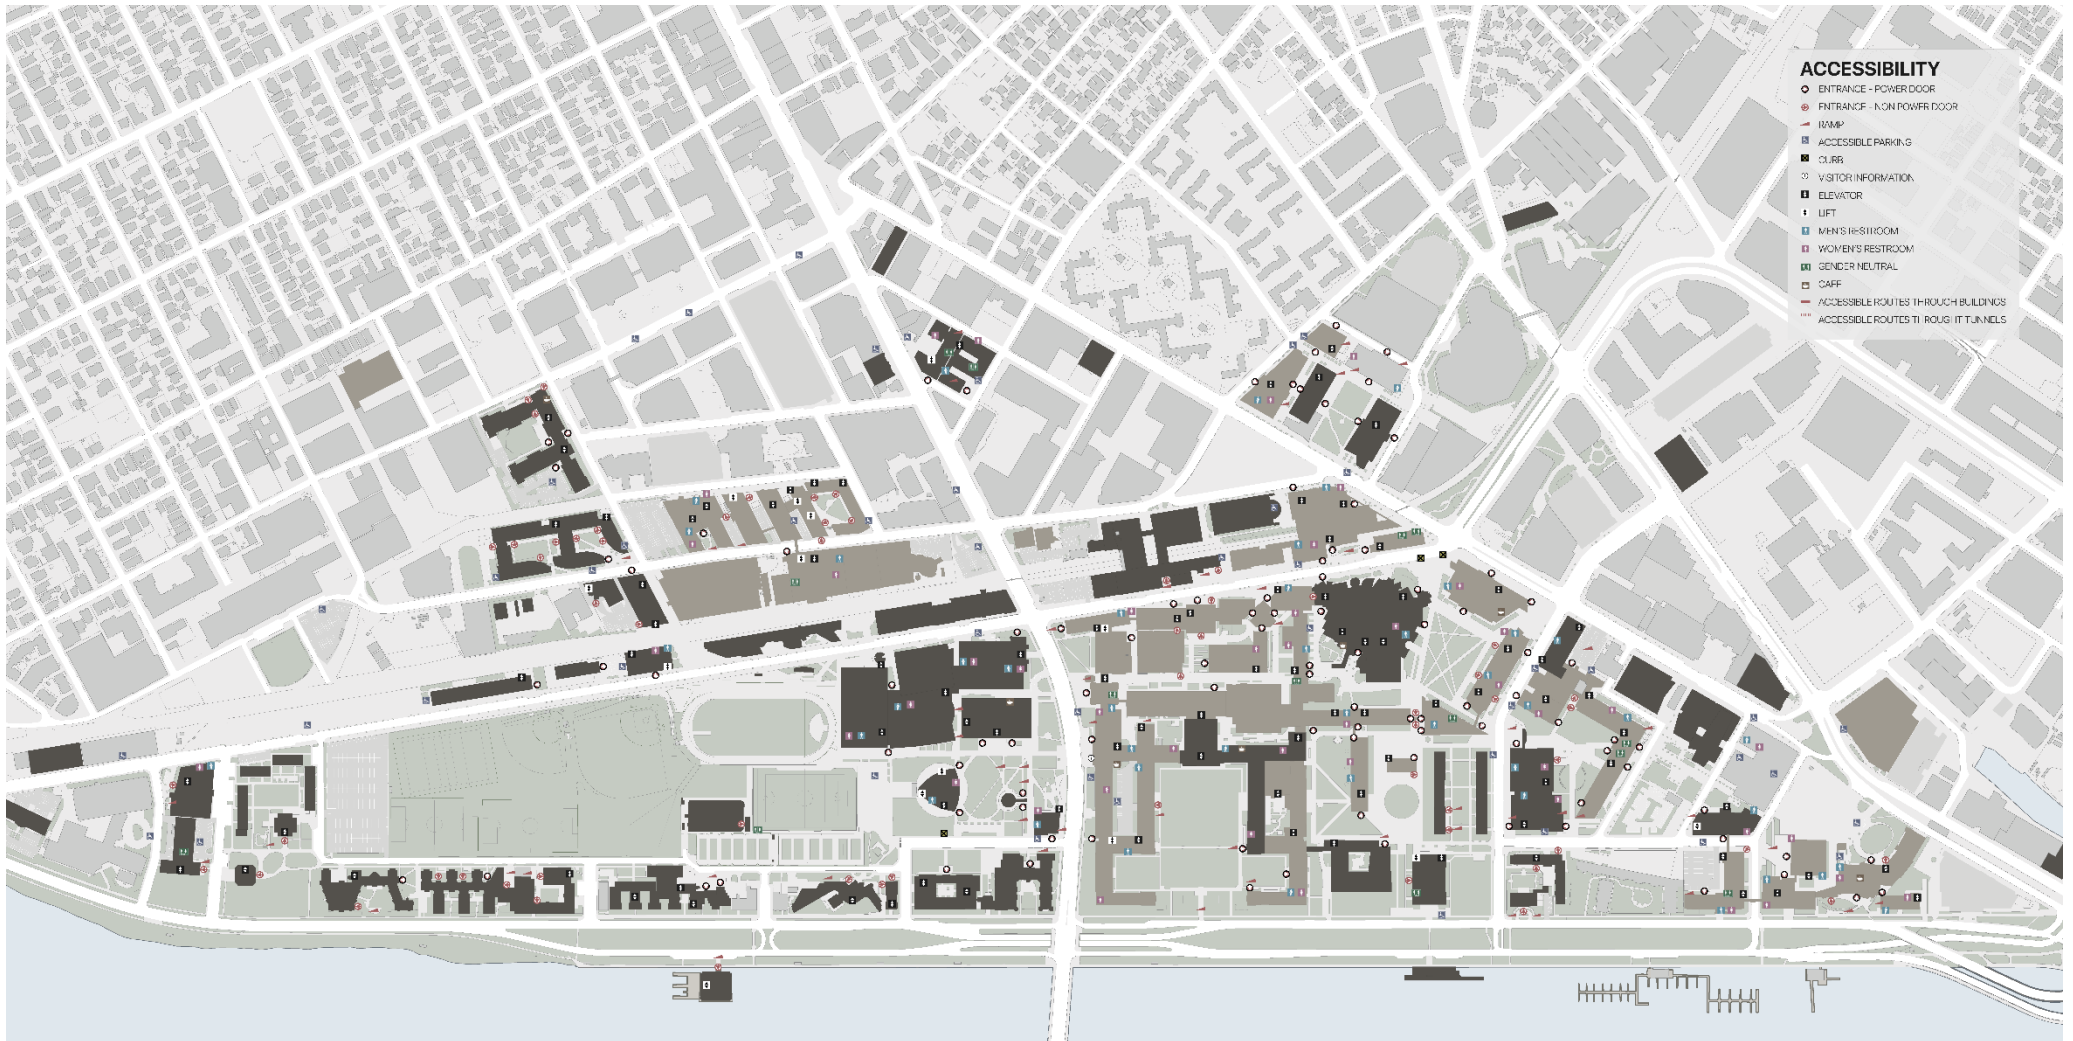 ACCESSIBILITY
ENTRANCE - POWER DOOR
ENTRANCE - NON POWER DOOR
RAMP
ACCESSIBLE PARKING
CURB
VISITOR INFORMATION
ELEVATOR
LIFT
MEN'S RESTROOM
WOMEN'S RESTROOM
GENDER NEUTRAL
CAFE
ACCESSIBLE ROUTES THROUGH BUILDINGS
ACCESSIBLE ROUTES THROUGHT TUNNELS